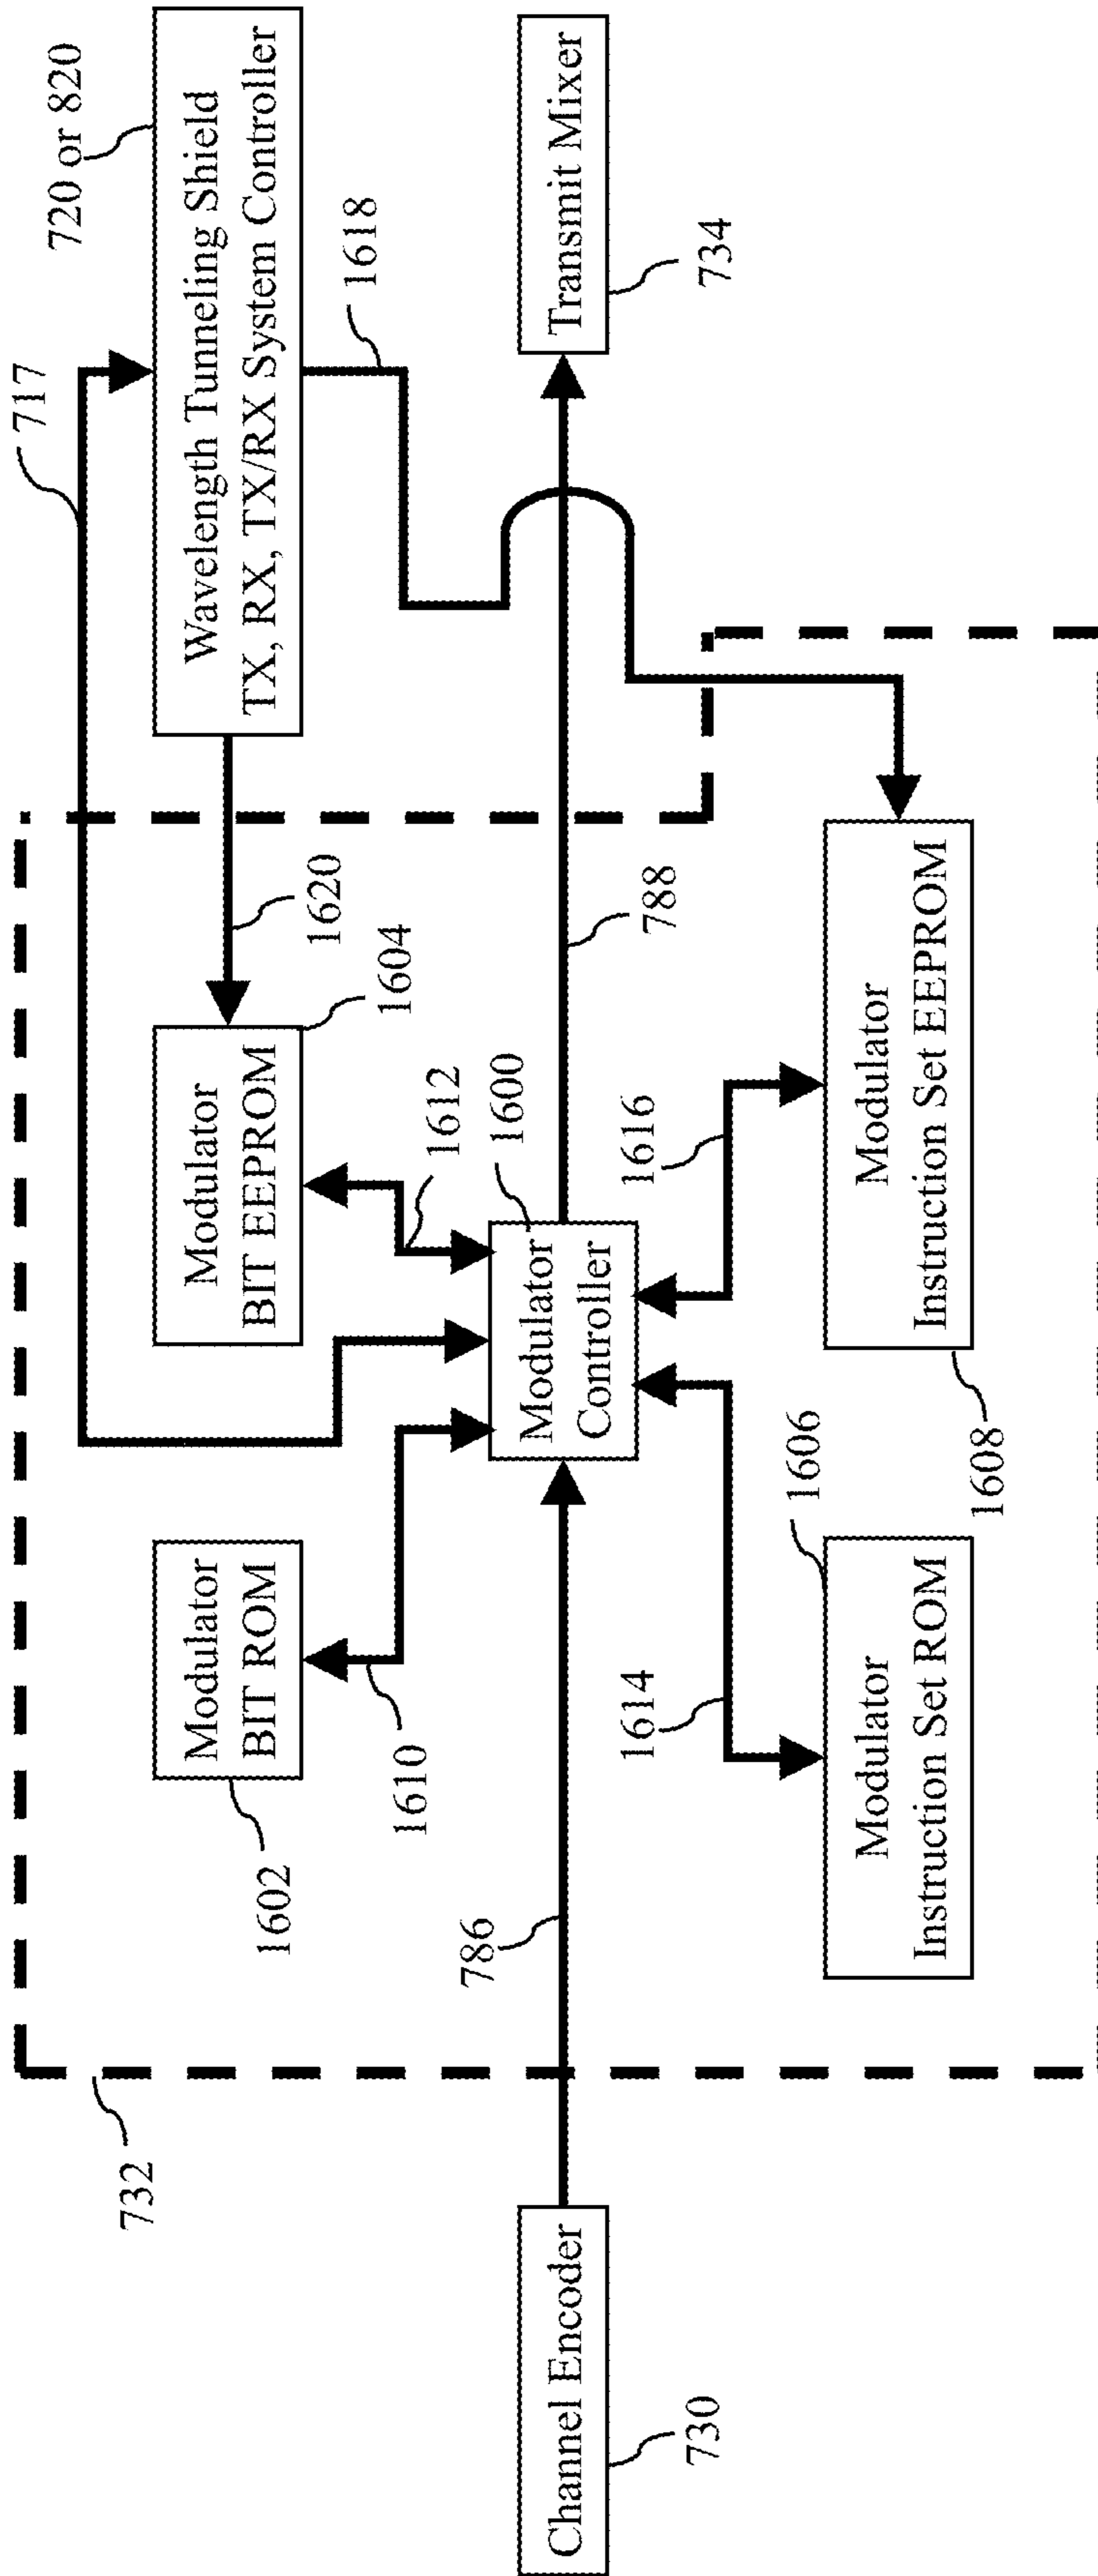 720 or 820
717
Wavelength Tunneling Shield
TX, RX, TX/RX System Controller
1618
732
1602
Modulator
BIT ROM
1610
Modulator
BIT EEPROM
1604
1620
1612
1600
Channel Encoder
730
786
Modulator
Controller
788
Transmit Mixer
734
1614
1616
1606
Modulator
Instruction Set ROM
1608
Modulator
Instruction Set EEPROM